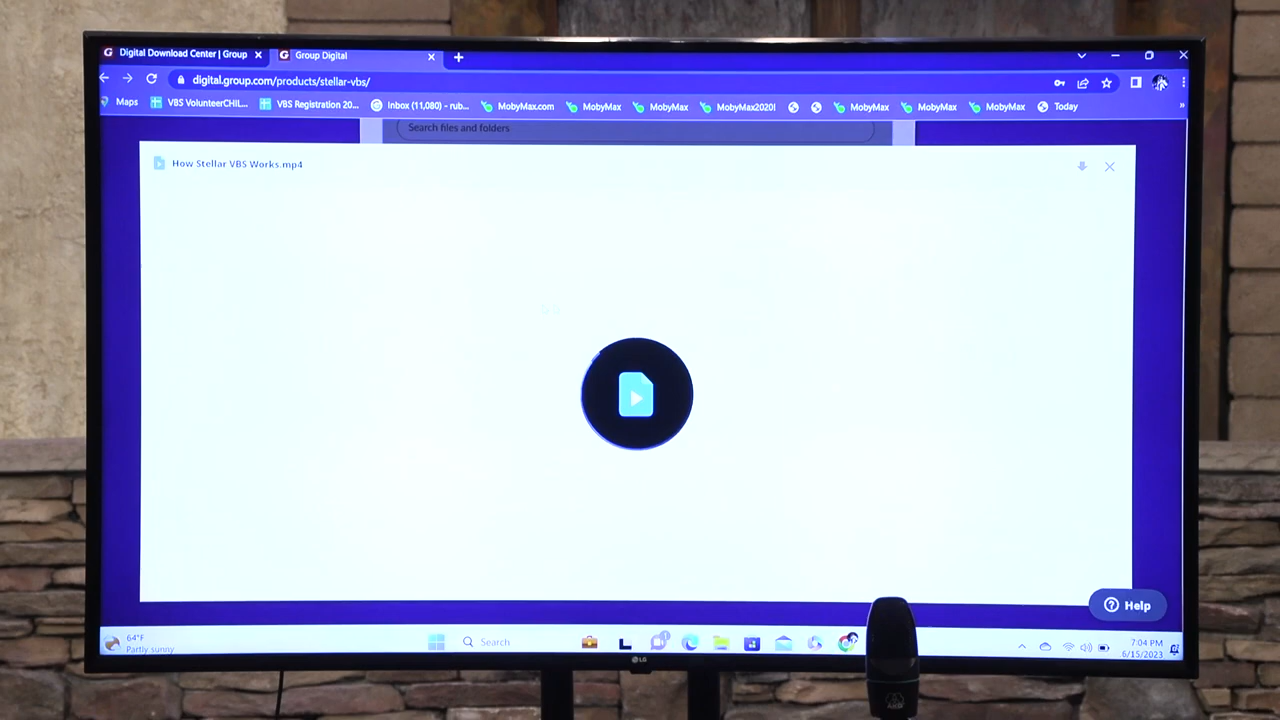 Digital Download Center | Group
Group Digital
digital.group.com/products/stellar-vbs/
Maps
VBS VolunteerCHIL...
VBS Registration 20...
Inbox (11,080) - rub...
MobyMax.com
MobyMax
MobyMax
MobyMax2020!
MobyMax
MobyMax
MobyMax
Today
Search files and folders
How Stellar VBS Works.mp4
Help
64°F
Partly sunny
Search
7:04 PM
6/15/2023
LG
AKG